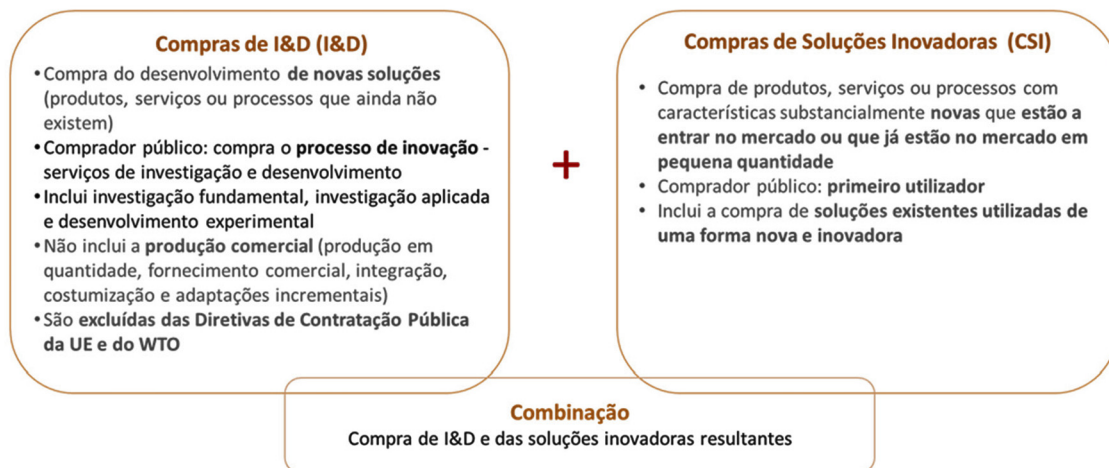 Compras de I&D (I&D)
• Compra do desenvolvimento de novas soluções
(produtos, serviços ou processos que ainda não
existem)
• Comprador público: compra o processo de inovação -
serviços de investigação e desenvolvimento
• Inclui investigação fundamental, investigação aplicada
e desenvolvimento experimental
• Não inclui a produção comercial (produção em
quantidade, fornecimento comercial, integração,
costumização e adaptações incrementais)
• São excluídas das Diretivas de Contratação Pública
da UE e do WTO
+
Compras de Soluções Inovadoras (CSI)
• Compra de produtos, serviços ou processos com
características substancialmente novas que estão a
entrar no mercado ou que já estão no mercado em
pequena quantidade
• Comprador público: primeiro utilizador
• Inclui a compra de soluções existentes utilizadas de
uma forma nova e inovadora
Combinação
Compra de I&D e das soluções inovadoras resultantes